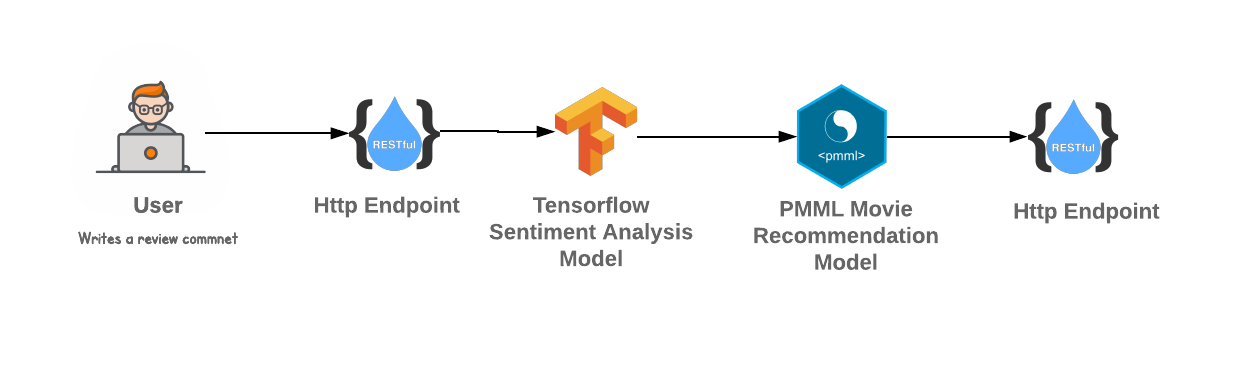 RESTful
<pmml>
RESTful
User
Http Endpoint
Tensorflow
Sentiment Analysis
Model
PMML Movie
Recommendation
Model
Http Endpoint
Writes a review commnet